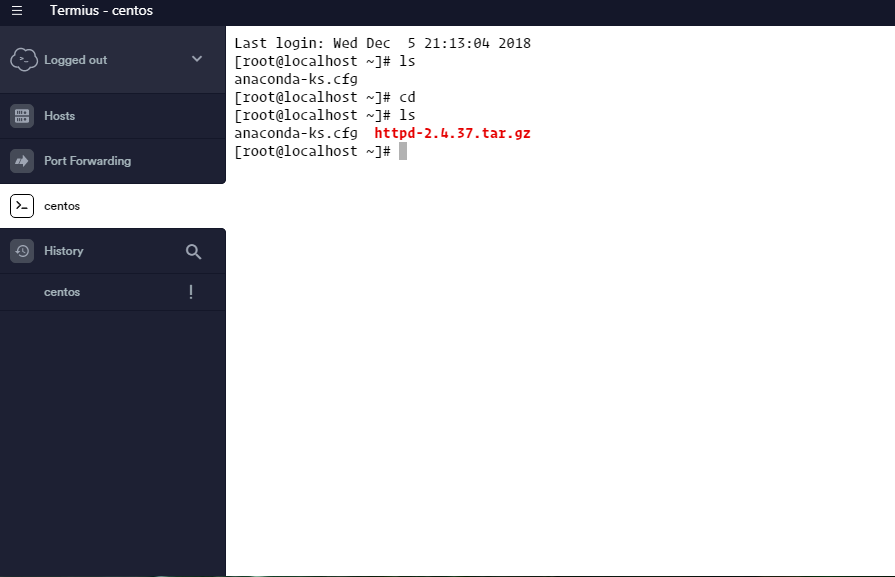 Termius - centos
Logged out
Hosts
Port Forwarding
centos
History
centos
Last login: Wed Dec  5 21:13:04 2018
[root@localhost ~]# ls
anaconda-ks.cfg
[root@localhost ~]# cd
[root@localhost ~]# ls
anaconda-ks.cfg  httpd-2.4.37.tar.gz
[root@localhost ~]#